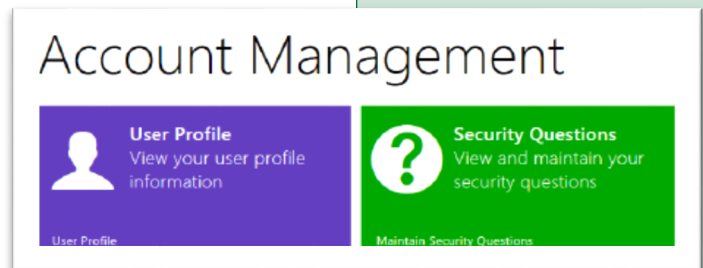 Account Management
User Profile
View your user profile
information
User Profile
Security Questions
View and maintain your
security questions
Maintain Security Questions